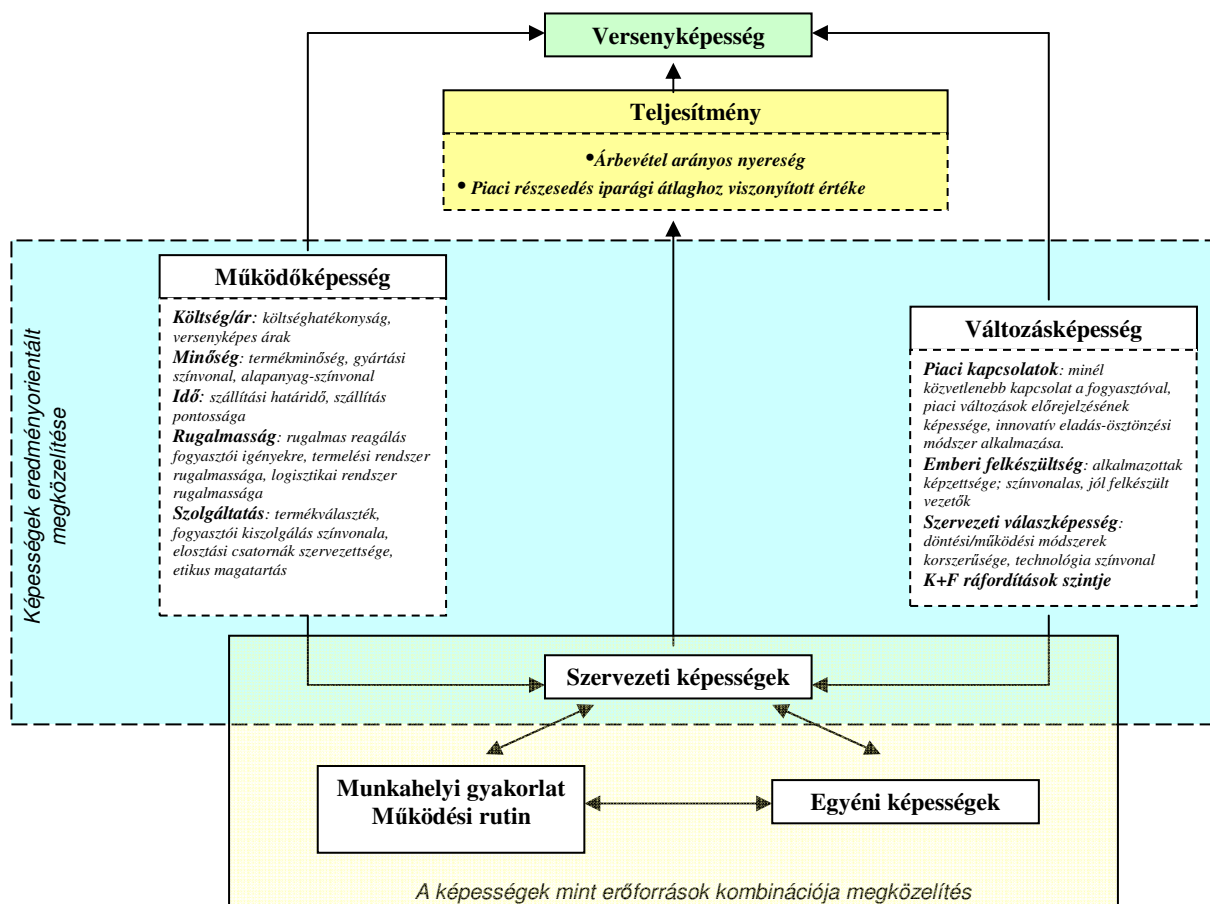 Versenyképesség
Teljesítmény
•Árbevétel arányos nyereség
• Piaci részesedés iparági átlaghoz viszonyított értéke
Képességek eredményorientált
megközelítése
Működőképesség
Költség/ár: költséghatékonyság,
versenyképes árak
Minőség: termékminőség, gyártási
színvonal, alapanyag-színvonal
Idő: szállítási határidő, szállítás
pontossága
Rugalmasság: rugalmas reagálás
fogyasztói igényekre, termelési rendszer
rugalmassága, logisztikai rendszer
rugalmassága
Szolgáltatás: termékválaszték,
fogyasztói kiszolgálás színvonala,
elosztási csatornák szervezettsége,
etikus magatartás
Változásképesség
Piaci kapcsolatok: minél
közvetlenebb kapcsolat a fogyasztóval,
piaci változások előrejelzésének
képessége, innovatív eladás-ösztönzési
módszer alkalmazása.
Emberi felkészültség: alkalmazottak
képzettsége; színvonalas, jól felkészült
vezetők
Szervezeti válaszképesség:
döntési/működési módszerek
korszerűsége, technológia színvonal
K+F ráfordítások szintje
Szervezeti képességek
Munkahelyi gyakorlat
Működési rutin
Egyéni képességek
A képességek mint erőforrások kombinációja megközelítés